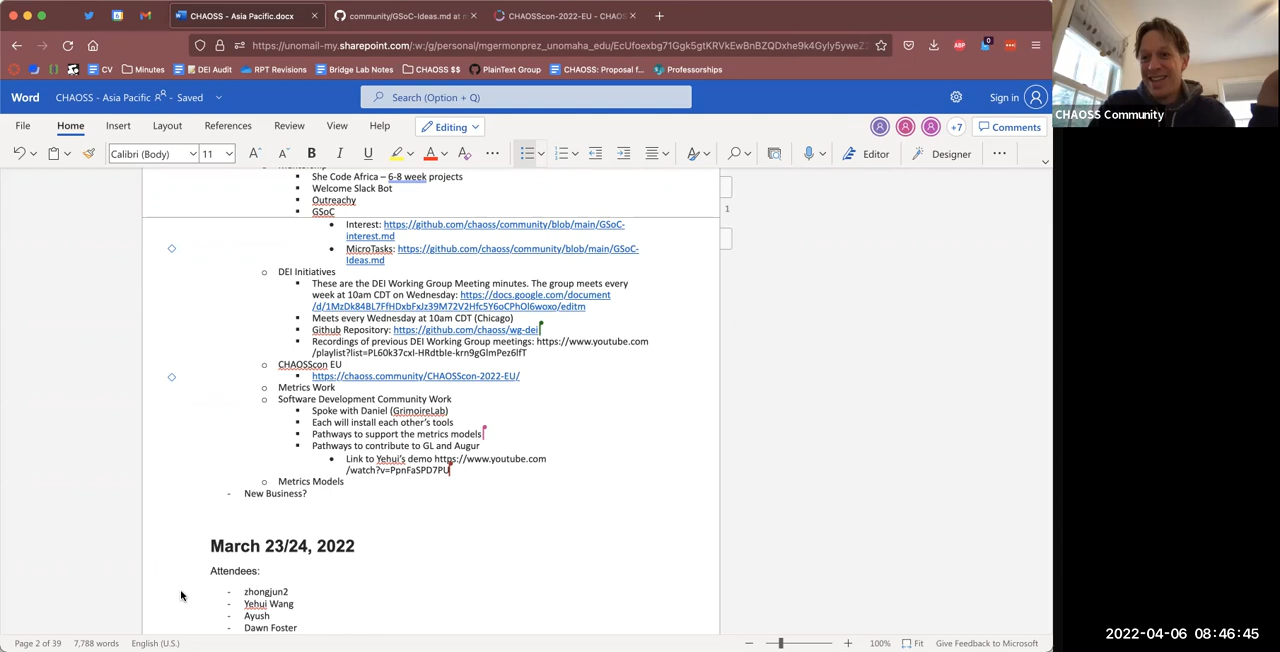 CHAOSS - Asia Pacific.docx
community/GSoC-Ideas.md at m
CHAOSScon-2022-EU - CHAOS
https://unomail-my.sharepoint.com/:w:/g/personal/mgermonprez_unomaha_edu/EcUfoexbg71Ggk5gtKRVkEwBnBZQDxhe9k4Gyly5ywe
CV
Minutes
DEI Audit
RPT Revisions
Bridge Lab Notes
CHAOSS $$
PlainText Group
CHAOSS: Proposal f...
Professorships
ABP
0
Word
CHAOSS - Asia Pacific - Saved
Search (Option + Q)
Sign in
File
Home
Insert
Layout
References
Review
View
Help
Editing
+7
Comments
Calibri (Body)
11
B
I
U
Editor
Designer
She Code Africa – 6-8 week projects
Welcome Slack Bot
Outreachy
GSoC
Interest: https://github.com/chaoss/community/blob/main/GSoC-
interest.md
MicroTasks: https://github.com/chaoss/community/blob/main/GSoC-
Ideas.md
DEI Initiatives
These are the DEI Working Group Meeting minutes. The group meets every
week at 10am CDT on Wednesday: https://docs.google.com/document
/d/1MzDk84BL7FfHDxbFxJz39M72V2Hfc5Y6oCPhOl6woxo/editm
Meets every Wednesday at 10am CDT (Chicago)
Github Repository: https://github.com/chaoss/wg-dei
Recordings of previous DEI Working Group meetings: https://www.youtube.com
/playlist?list=PL60k37cxI-HRdtbIe-krn9gGlmPez6lfT
CHAOSScon EU
https://chaoss.community/CHAOSScon-2022-EU/
Metrics Work
Software Development Community Work
Spoke with Daniel (GrimoireLab)
Each will install each other's tools
Pathways to support the metrics models
Pathways to contribute to GL and Augur
Link to Yehui's demo https://www.youtube.com
/watch?v=PpnFaSPD7PU
Metrics Models
- New Business?
March 23/24, 2022
Attendees:
- zhongjun2
- Yehui Wang
- Ayush
- Dawn Foster
1
Page 2 of 39
7,788 words
English (U.S.)
100%
Fit
Give Feedback to Microsoft
CHAOSS Community
2022-04-06 08:46:45